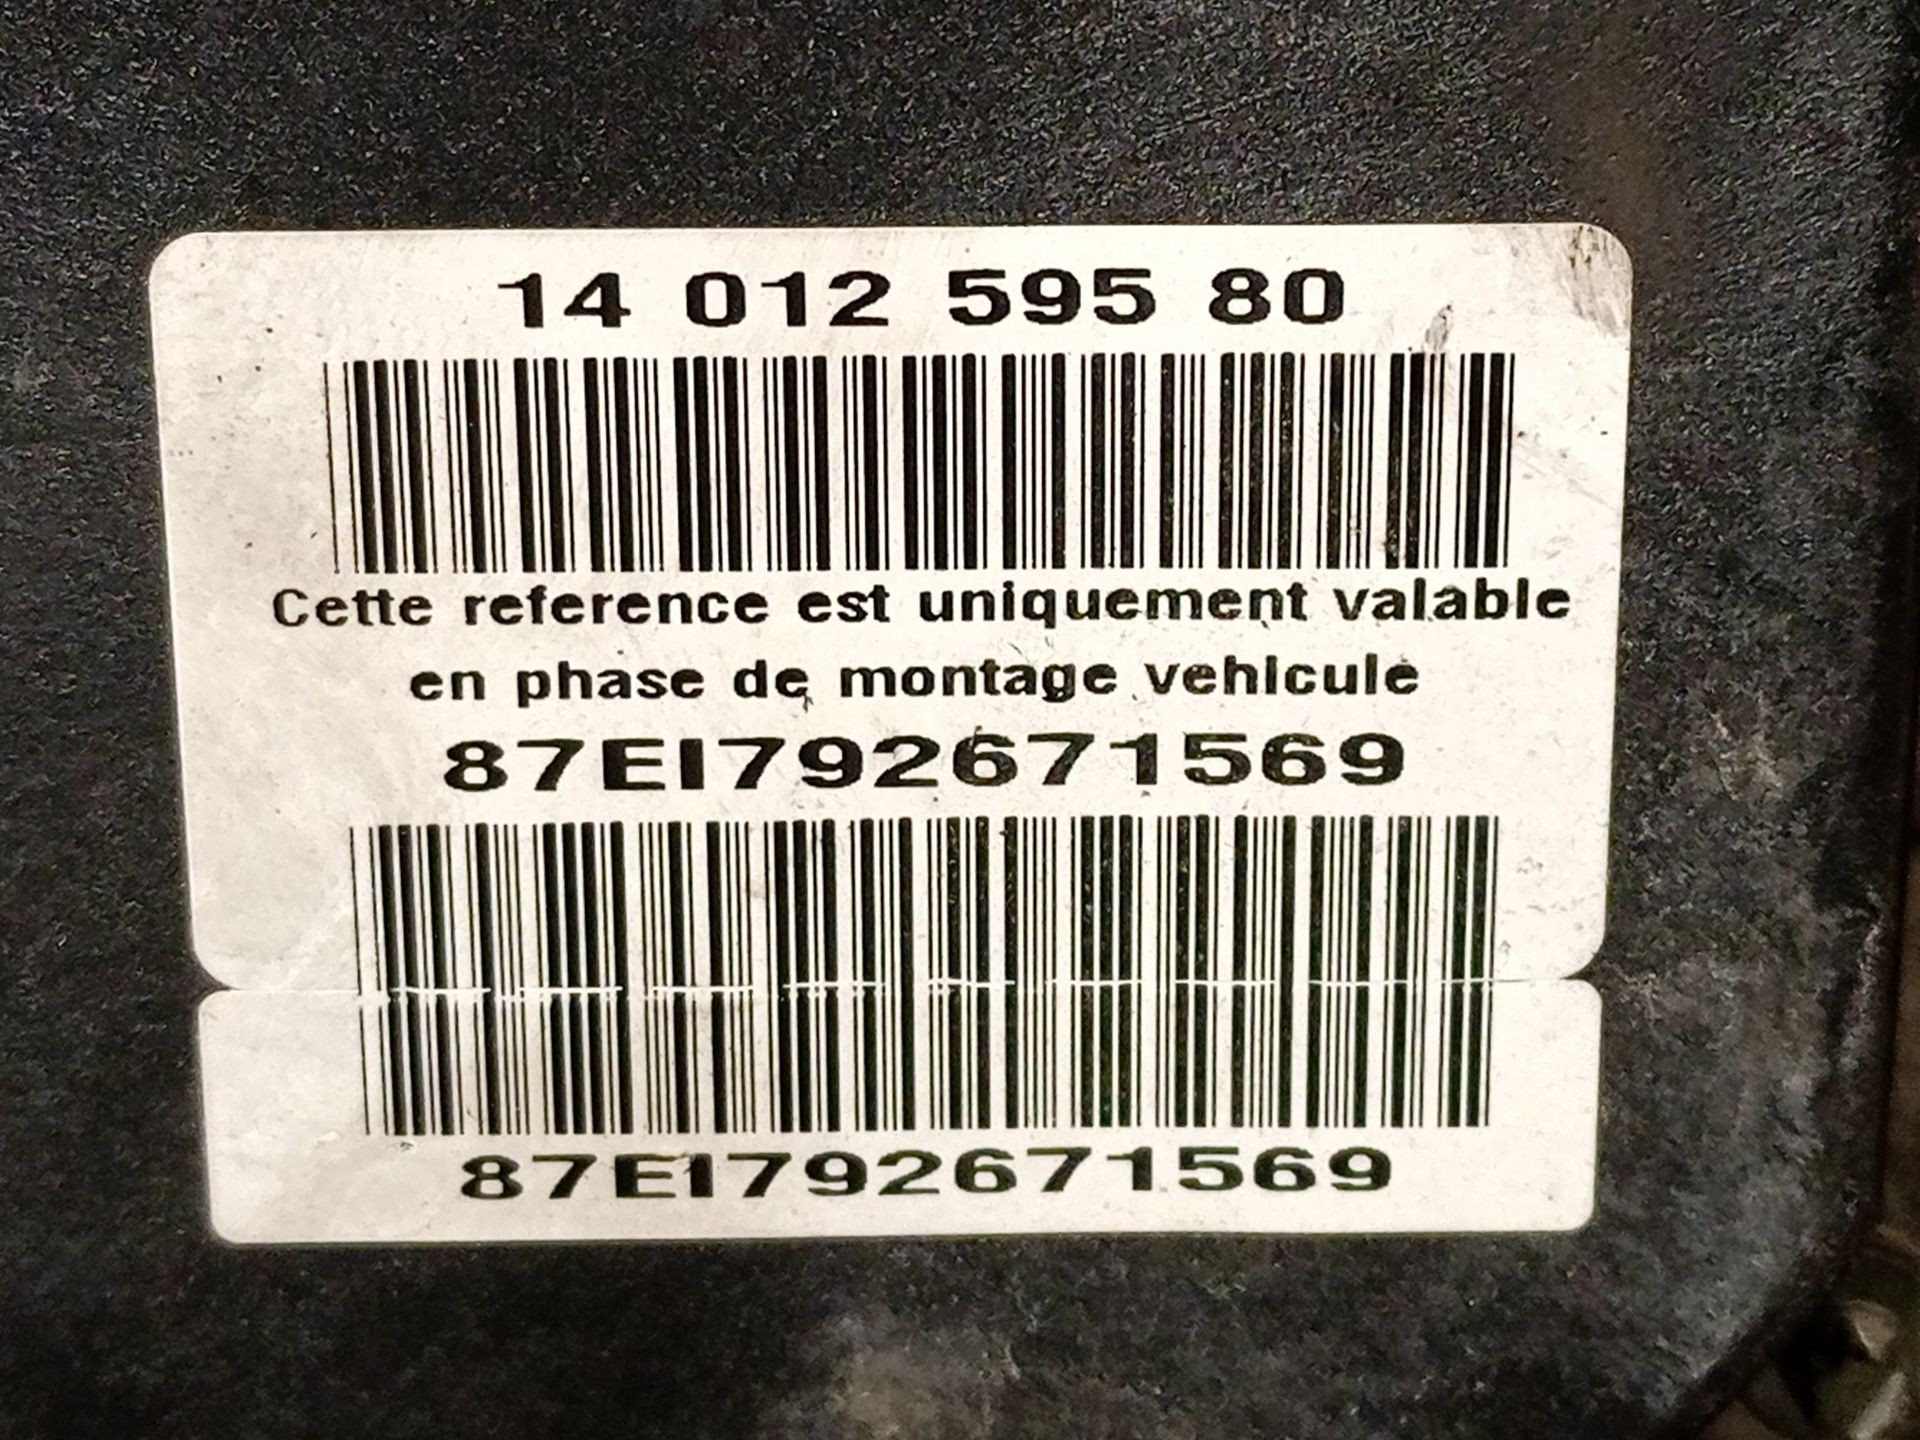 14 012 595 80
Cette reference est uniquement valable
en phase de montage vehicule
87EI792671569
87EI792671569